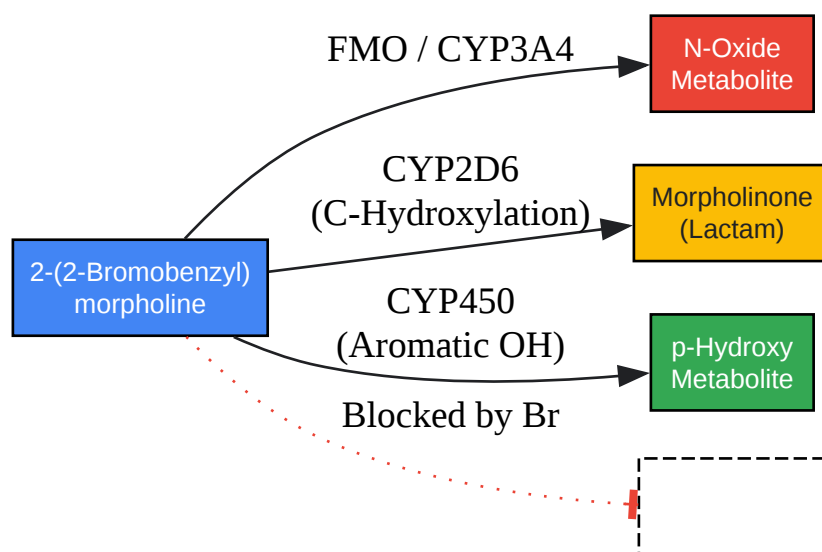 FMO / CYP3A4
N-Oxide
Metabolite
CYP2D6
(C-Hydroxylation)
Morpholinone
(Lactam)
2-(2-Bromobenzyl)
morpholine
CYP450
(Aromatic OH)
p-Hydroxy
Metabolite
Blocked by Br